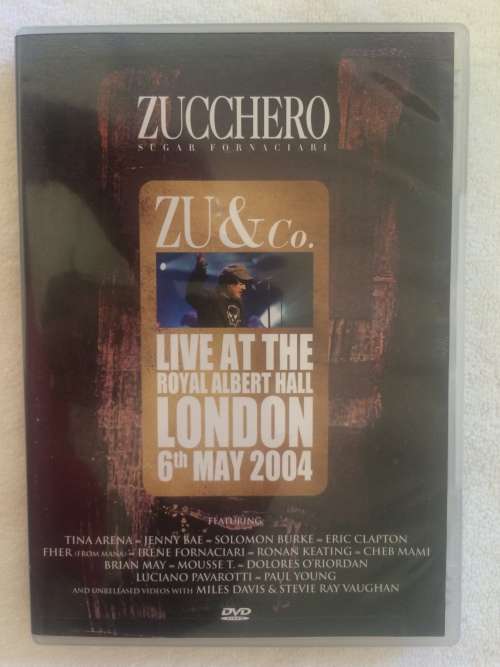 ZUCCHERO
SUGAR FORNACIARI
ZU & Co.
LIVE AT THE
ROYAL ALBERT HALL
LONDON
6th MAY 2004
FEATURING
TINA ARENA – JENNY BAE – SOLOMON BURKE – ERIC CLAPTON
FHER (FROM MANA) – IRENE FORNACIARI – RONAN KEATING – CHEB MAMI
BRIAN MAY – MOUSSE T. – DOLORES O'RIORDAN
LUCIANO PAVAROTTI – PAUL YOUNG
AND UNRELEASED VIDEOS WITH MILES DAVIS & STEVIE RAY VAUGHAN
DVD
VIDEO